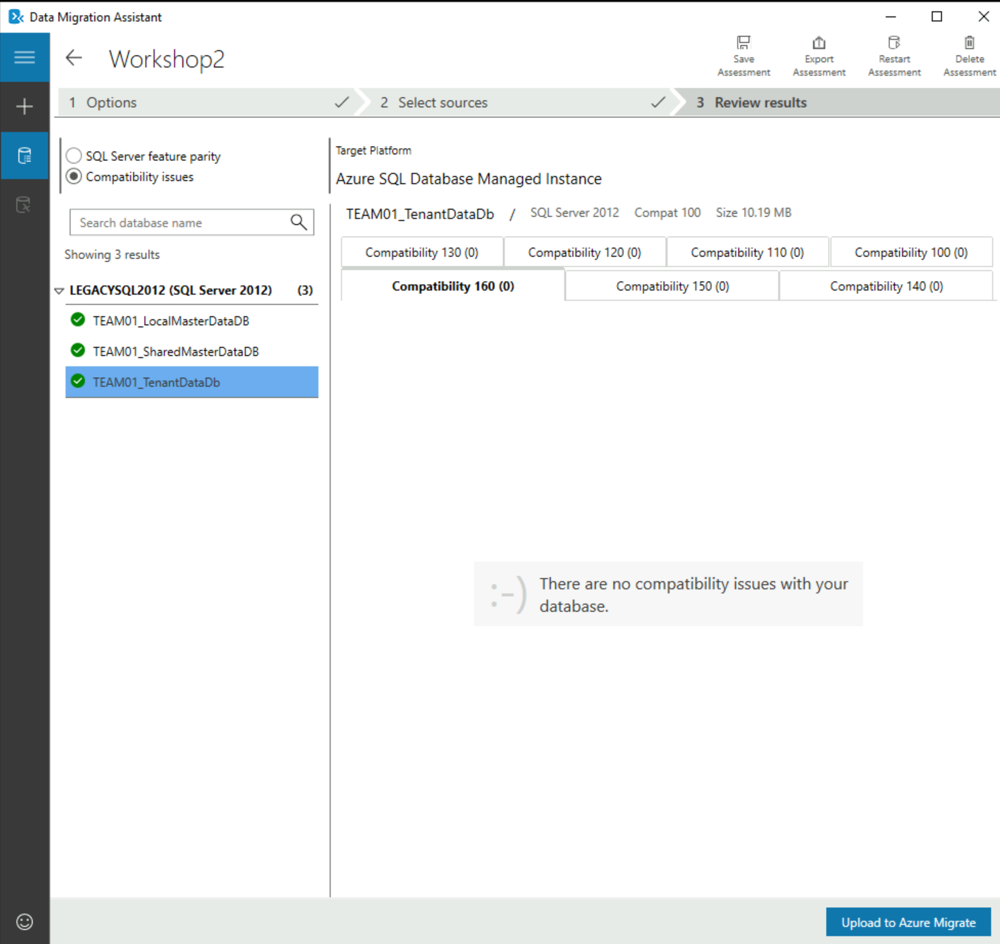 Data Migration Assistant
Workshop2
Save
Assessment
Export
Assessment
Restart
Assessment
Delete
Assessment
1 Options
2 Select sources
3 Review results
SQL Server feature parity
Compatibility issues
Search database name
Showing 3 results
LEGACYSQL2012 (SQL Server 2012) (3)
TEAM01_LocalMasterDataDB
TEAM01_SharedMasterDataDB
TEAM01_TenantDataDb
Target Platform
Azure SQL Database Managed Instance
TEAM01_TenantDataDb / SQL Server 2012 Compat 100 Size 10.19 MB
Compatibility 130 (0) Compatibility 120 (0) Compatibility 110 (0) Compatibility 100 (0)
Compatibility 160 (0) Compatibility 150 (0) Compatibility 140 (0)
:-)
There are no compatibility issues with your
database.
Upload to Azure Migrate